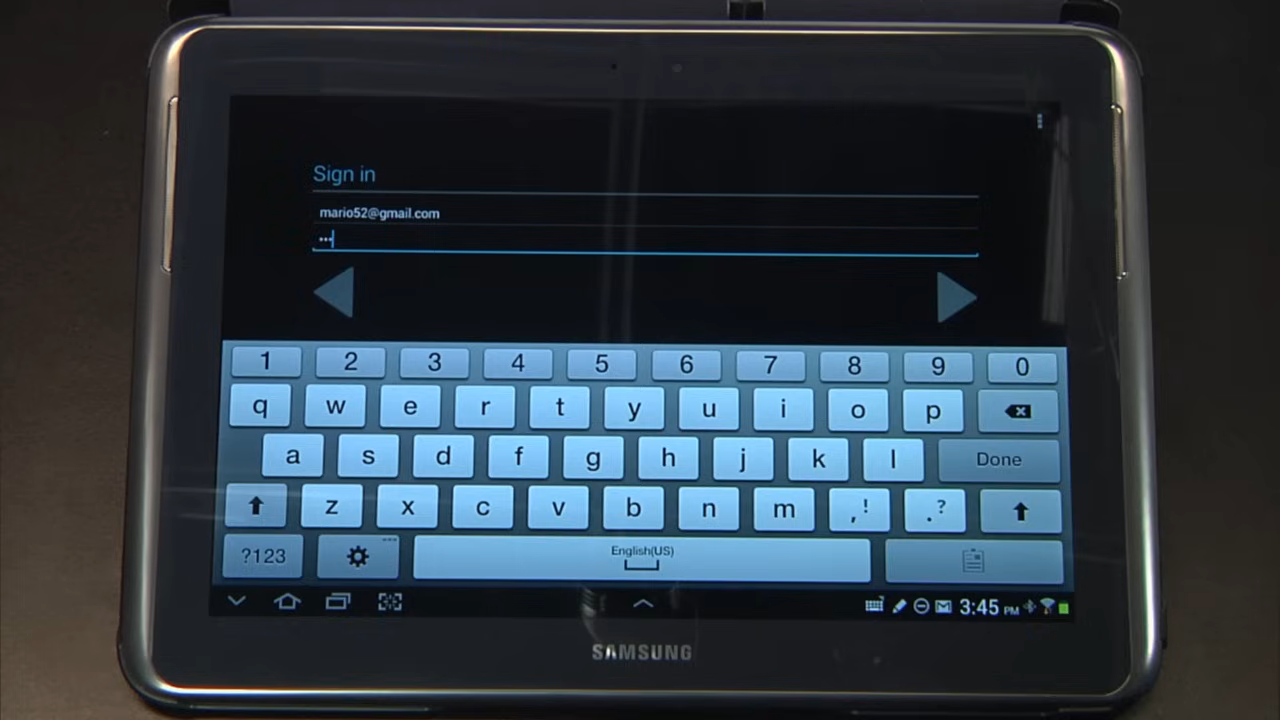 Sign in
mario52@gmail.com
•••
1 2 3 4 5 6 7 8 9 0
q w e r t y u i o p
a s d f g h j k l Done
z x c v b n m ,! .?
?123 English(US)
3:45 PM
SAMSUNG